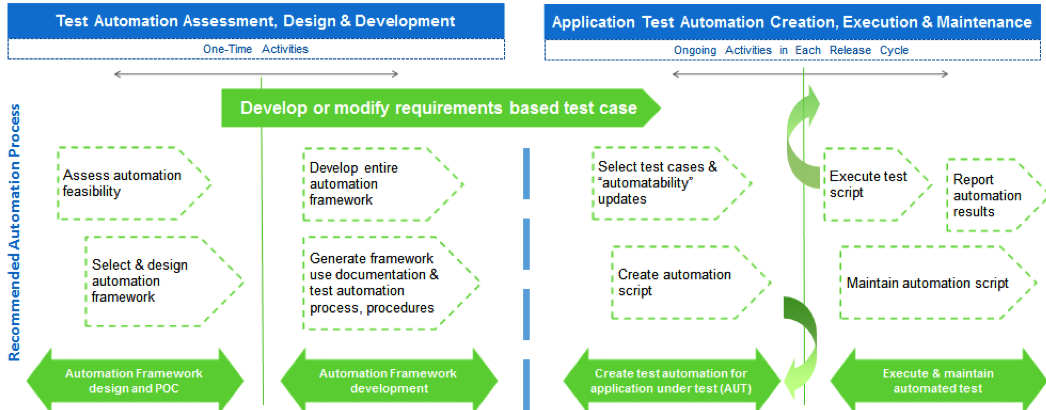 Test Automation Assessment, Design & Development
One-Time Activities
Application Test Automation Creation, Execution & Maintenance
Ongoing Activities in Each Release Cycle
Recommended Automation Process
Develop or modify requirements based test case
Assess automation
feasibility
Develop entire
automation
framework
Select test cases &
“automatability”
updates
Execute test
script
Report
automation
results
Select & design
automation
framework
Generate framework
use documentation &
test automation
process, procedures
Create automation
script
Maintain automation script
Automation Framework
design and POC
Automation Framework
development
Create test automation for
application under test (AUT)
Execute & maintain
automated test